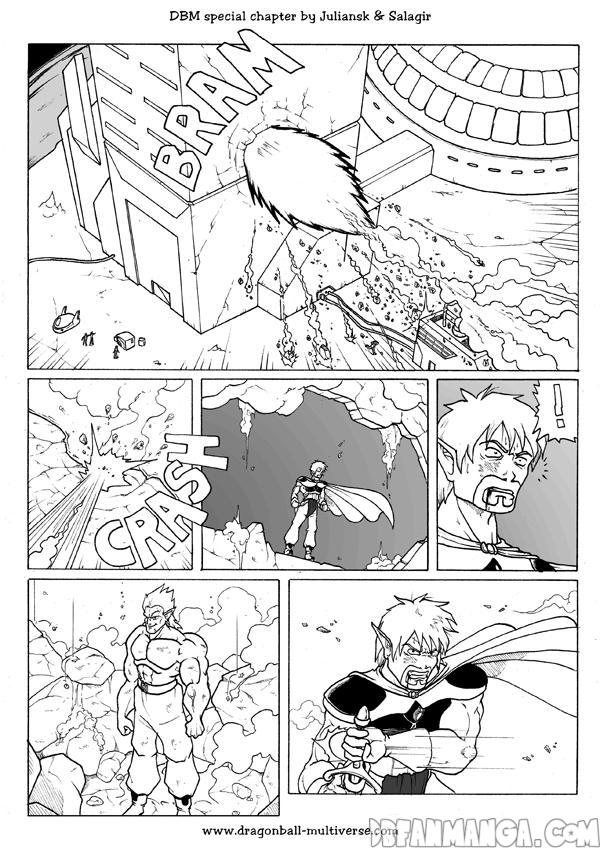 DBM special chapter by Juliansk & Salagir
BRAM
CRASH
!
www.dragonball-multiverse.com
DBFANMANGA.COM